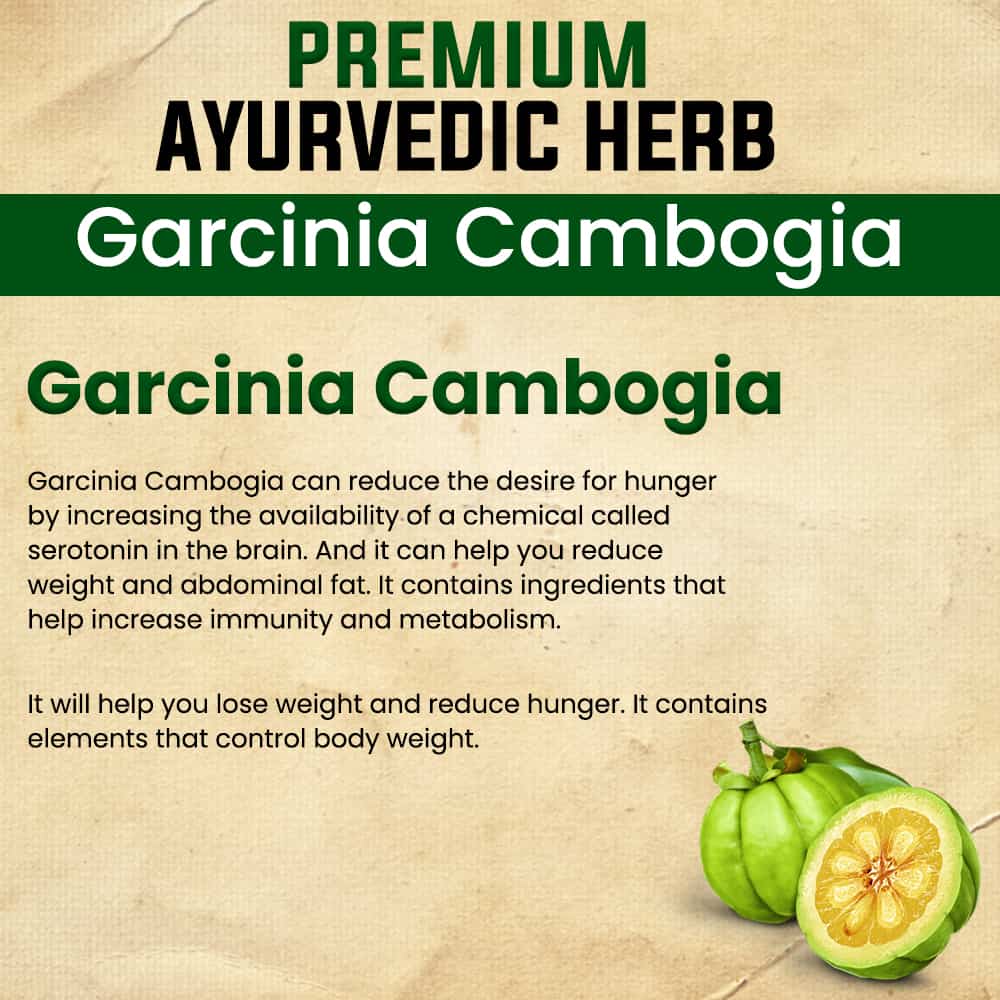 PREMIUM
AYURVEDIC HERB
Garcinia Cambogia
Garcinia Cambogia
Garcinia Cambogia can reduce the desire for hunger
by increasing the availability of a chemical called
serotonin in the brain. And it can help you reduce
weight and abdominal fat. It contains ingredients that
help increase immunity and metabolism.
It will help you lose weight and reduce hunger. It contains
elements that control body weight.